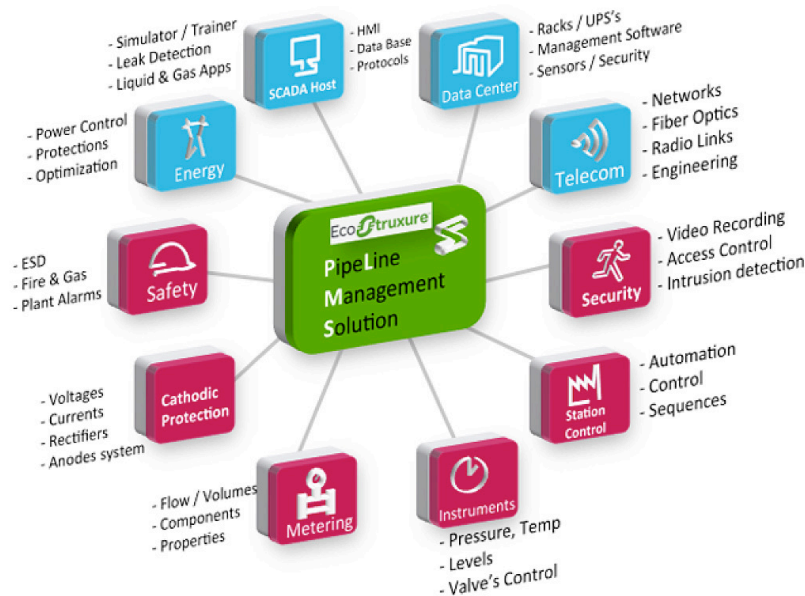 - Simulator / Trainer
- Leak Detection
- Liquid & Gas Apps
SCADA Host
- HMI
- Data Base
- Protocols
Data Center
- Racks / UPS's
- Management Software
- Sensors / Security
- Power Control
- Protections
- Optimization
Energy
Telecom
- Networks
- Fiber Optics
- Radio Links
- Engineering
EcoStruxure
PipeLine
Management
Solution
- ESD
- Fire & Gas
- Plant Alarms
Safety
Security
- Video Recording
- Access Control
- Intrusion detection
- Voltages
- Currents
- Rectifiers
- Anodes system
Cathodic
Protection
Station
Control
- Automation
- Control
- Sequences
- Flow / Volumes
- Components
- Properties
Metering
Instruments
- Pressure, Temp
- Levels
- Valve's Control